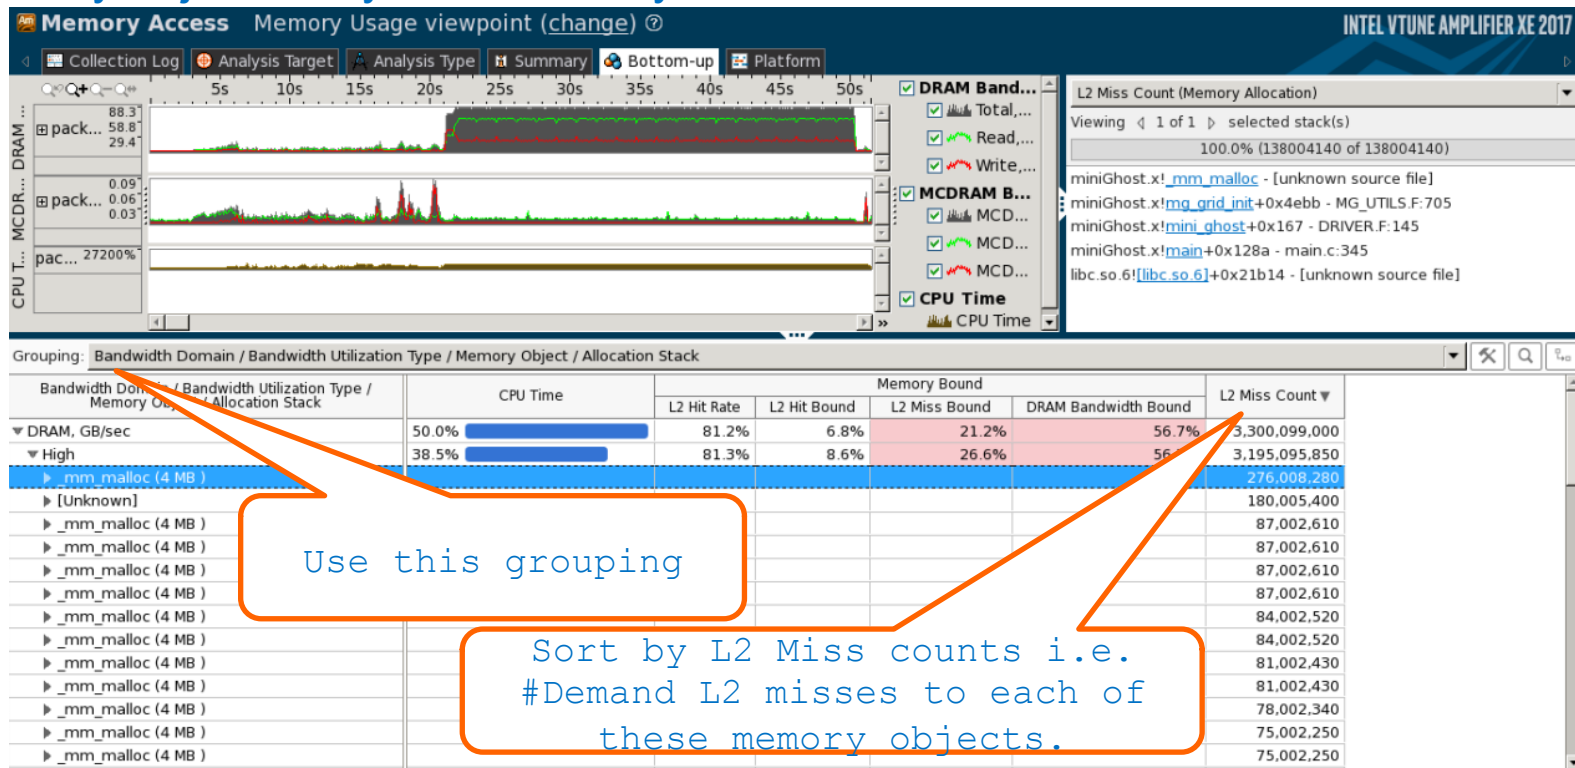 Memory Access Memory Usage viewpoint (change)
INTEL VTUNE AMPLIFIER XE 2017
Collection Log Analysis Target Analysis Type Summary Bottom-up Platform
5s 10s 15s 20s 25s 30s 35s 40s 45s 50s
DRAM ...
pack...
88.3
58.8
29.4
MCDR...
pack...
0.09
0.06
0.03
CPU T...
pac... 27200%
DRAM Band...
Total,...
Read,...
Write,...
MCDRAM B...
MCD...
MCD...
MCD...
CPU Time
CPU Time
L2 Miss Count (Memory Allocation)
Viewing 1 of 1 selected stack(s)
100.0% (138004140 of 138004140)
miniGhost.x!_mm_malloc - [unknown source file]
miniGhost.x!mg_grid_init+0x4ebb - MG_UTILS.F:705
miniGhost.x!mini_ghost+0x167 - DRIVER.F:145
miniGhost.x!main+0x128a - main.c:345
libc.so.6![libc.so.6]+0x21b14 - [unknown source file]
Grouping: Bandwidth Domain / Bandwidth Utilization Type / Memory Object / Allocation Stack
Bandwidth Domain / Bandwidth Utilization Type /
Memory Object / Allocation Stack
CPU Time
Memory Bound
L2 Hit Rate L2 Hit Bound L2 Miss Bound DRAM Bandwidth Bound
L2 Miss Count
DRAM, GB/sec 50.0% 81.2% 6.8% 21.2% 56.7% 3,300,099,000
High 38.5% 81.3% 8.6% 26.6% 3,195,095,850
_mm_malloc (4 MB ) 276,008,280
[Unknown] 180,005,400
_mm_malloc (4 MB ) 87,002,610
_mm_malloc (4 MB ) 87,002,610
_mm_malloc (4 MB ) 87,002,610
_mm_malloc (4 MB ) 87,002,610
_mm_malloc (4 MB ) 84,002,520
_mm_malloc (4 MB ) 84,002,520
_mm_malloc (4 MB ) 81,002,430
_mm_malloc (4 MB ) 81,002,430
_mm_malloc (4 MB ) 78,002,340
_mm_malloc (4 MB ) 75,002,250
_mm_malloc (4 MB ) 75,002,250
Use this grouping
Sort by L2 Miss counts i.e.
#Demand L2 misses to each of
these memory objects.